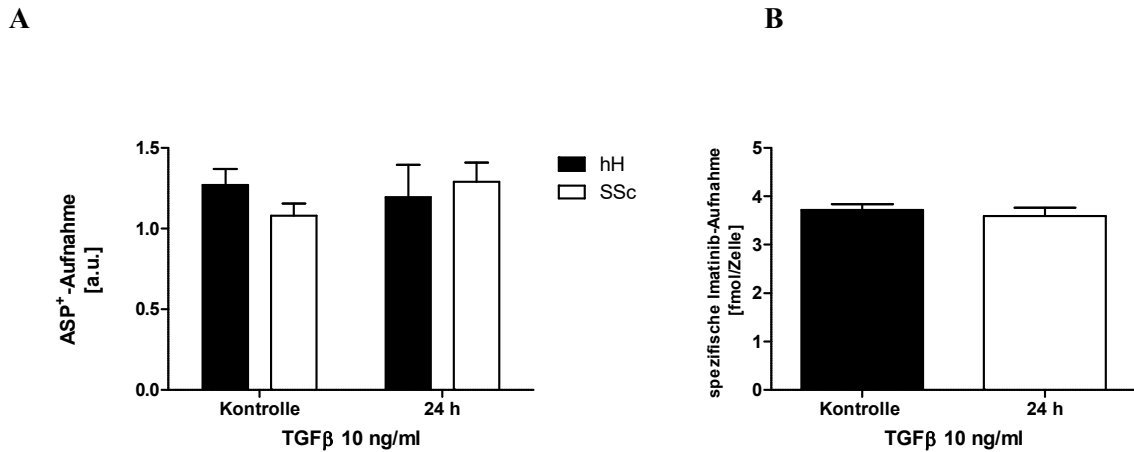 A
B
1.5
1.0
0.5
0.0
ASP⁺-Aufnahme
[a.u.]
Kontrolle
24 h
TGFβ 10 ng/ml
hH
SSc
5
4
3
2
1
0
spezifische Imatinib-Aufnahme
[fmol/Zelle]
Kontrolle
24 h
TGFβ 10 ng/ml